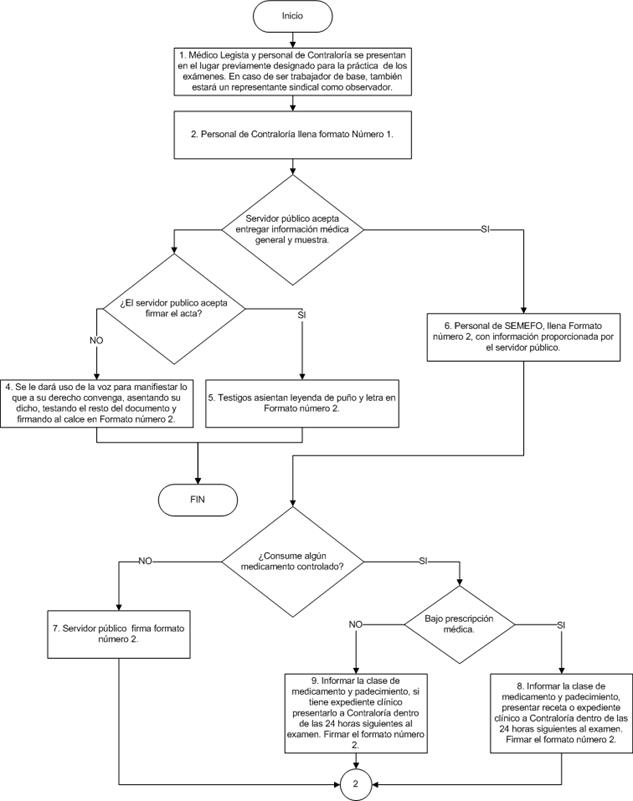 Inicio
1. Médico Legista y personal de Contraloría se presentan
en el lugar previamente designado para la práctica de los
exámenes. En caso de ser trabajador de base, también
estará un representante sindical como observador.
2. Personal de Contraloría llena formato Número 1.
Servidor público acepta
entregar información médica
general y muestra.
SI
¿El servidor publico acepta
firmar el acta?
NO
SI
6. Personal de SEMEFO, llena Formato
número 2, con información proporcionada por
el servidor público.
4. Se le dará uso de la voz para manifiestar lo
que a su derecho convenga, asentando su
dicho, testando el resto del documento y
firmando al calce en Formato número 2.
5. Testigos asientan leyenda de puño y letra en
Formato número 2.
FIN
¿Consume algún
medicamento controlado?
NO
SI
7. Servidor público firma formato
número 2.
Bajo prescripción
médica.
NO
SI
9. Informar la clase de
medicamento y padecimiento, si
tiene expediente clínico
presentarlo a Contraloría dentro
de las 24 horas siguientes al
examen. Firmar el formato número
2.
8. Informar la clase de
medicamento y padecimiento,
presentar receta o expediente
clínico a Contraloría dentro de las
24 horas siguientes al examen.
Firmar el formato número 2.
2